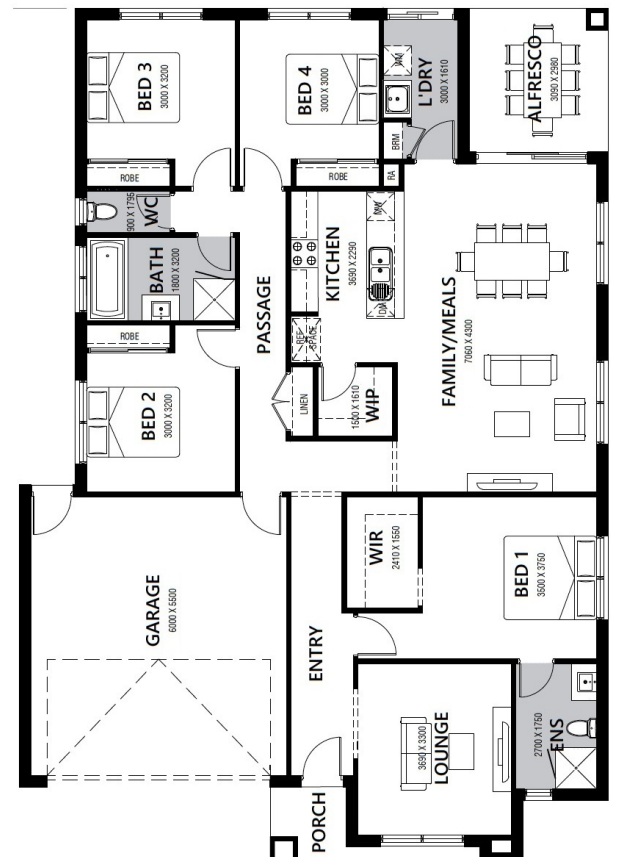 BED 3
3000 X 3200
BED 4
3000 X 3000
L'DRY
3000 X 1610
WM
ALFRESCO
3090 X 2980
BRM
ROBE
ROBE
RA
WC
900 X 1795
KITCHEN
3690 X 2290
MW
DW
BATH
1800 X 3200
PASSAGE
FAMILY/MEALS
7060 X 4300
REF.
SPACE
ROBE
BED 2
3000 X 3200
LINEN
WIP
1500 X 1610
WIR
2410 X 1550
BED 1
3500 X 3750
GARAGE
6000 X 5500
ENTRY
LOUNGE
3690 X 3300
ENS
2700 X 1750
PORCH